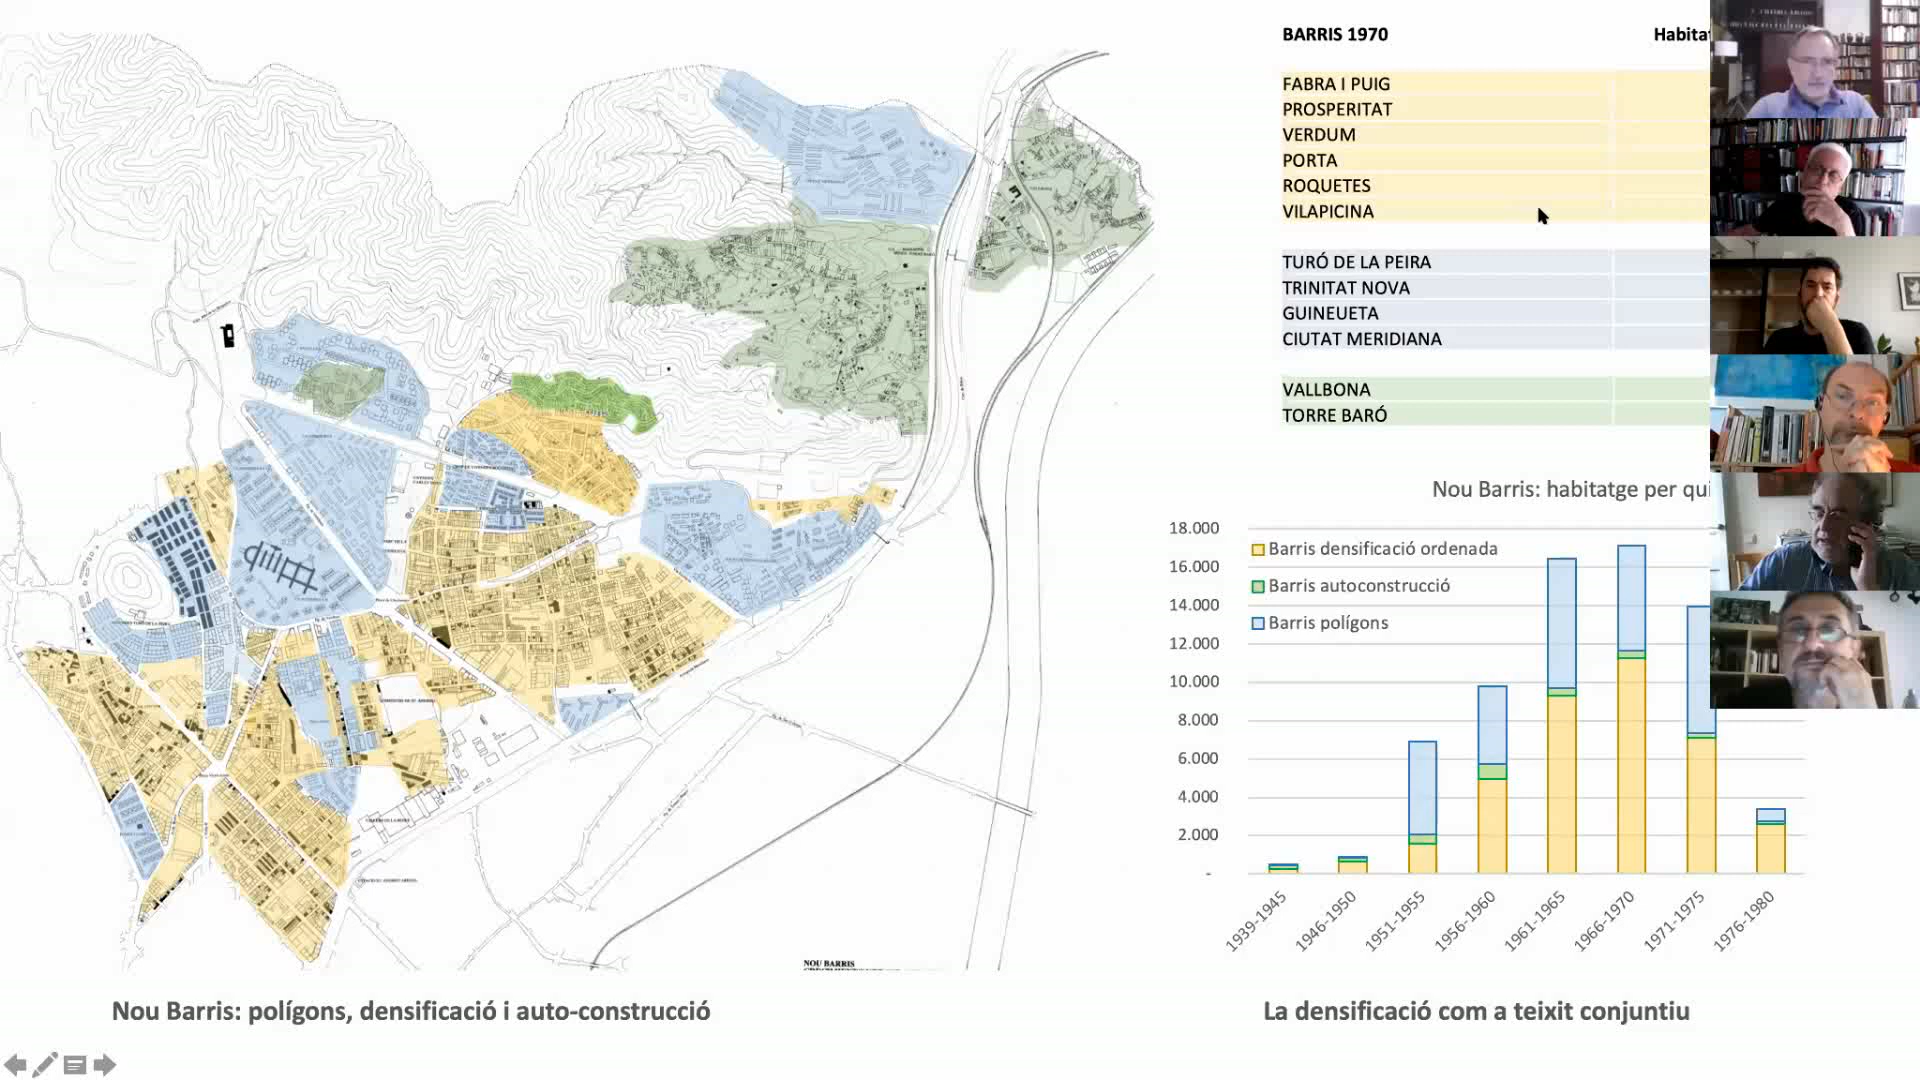 BARRIS 1970
Habita
FABRA I PUIG
PROSPERITAT
VERDUM
PORTA
ROQUETES
VILAPICINA
TURÓ DE LA PEIRA
TRINITAT NOVA
GUINEUETA
CIUTAT MERIDIANA
VALLBONA
TORRE BARÓ
Nou Barris: habitatge per qui
18.000
16.000
14.000
12.000
10.000
8.000
6.000
4.000
2.000
-
Barris densificació ordenada
Barris autoconstrucció
Barris polígons
1939-1945
1946-1950
1951-1955
1956-1960
1961-1965
1966-1970
1971-1975
1976-1980
NOU BARRIS
Nou Barris: polígons, densificació i auto-construcció
La densificació com a teixit conjuntiu